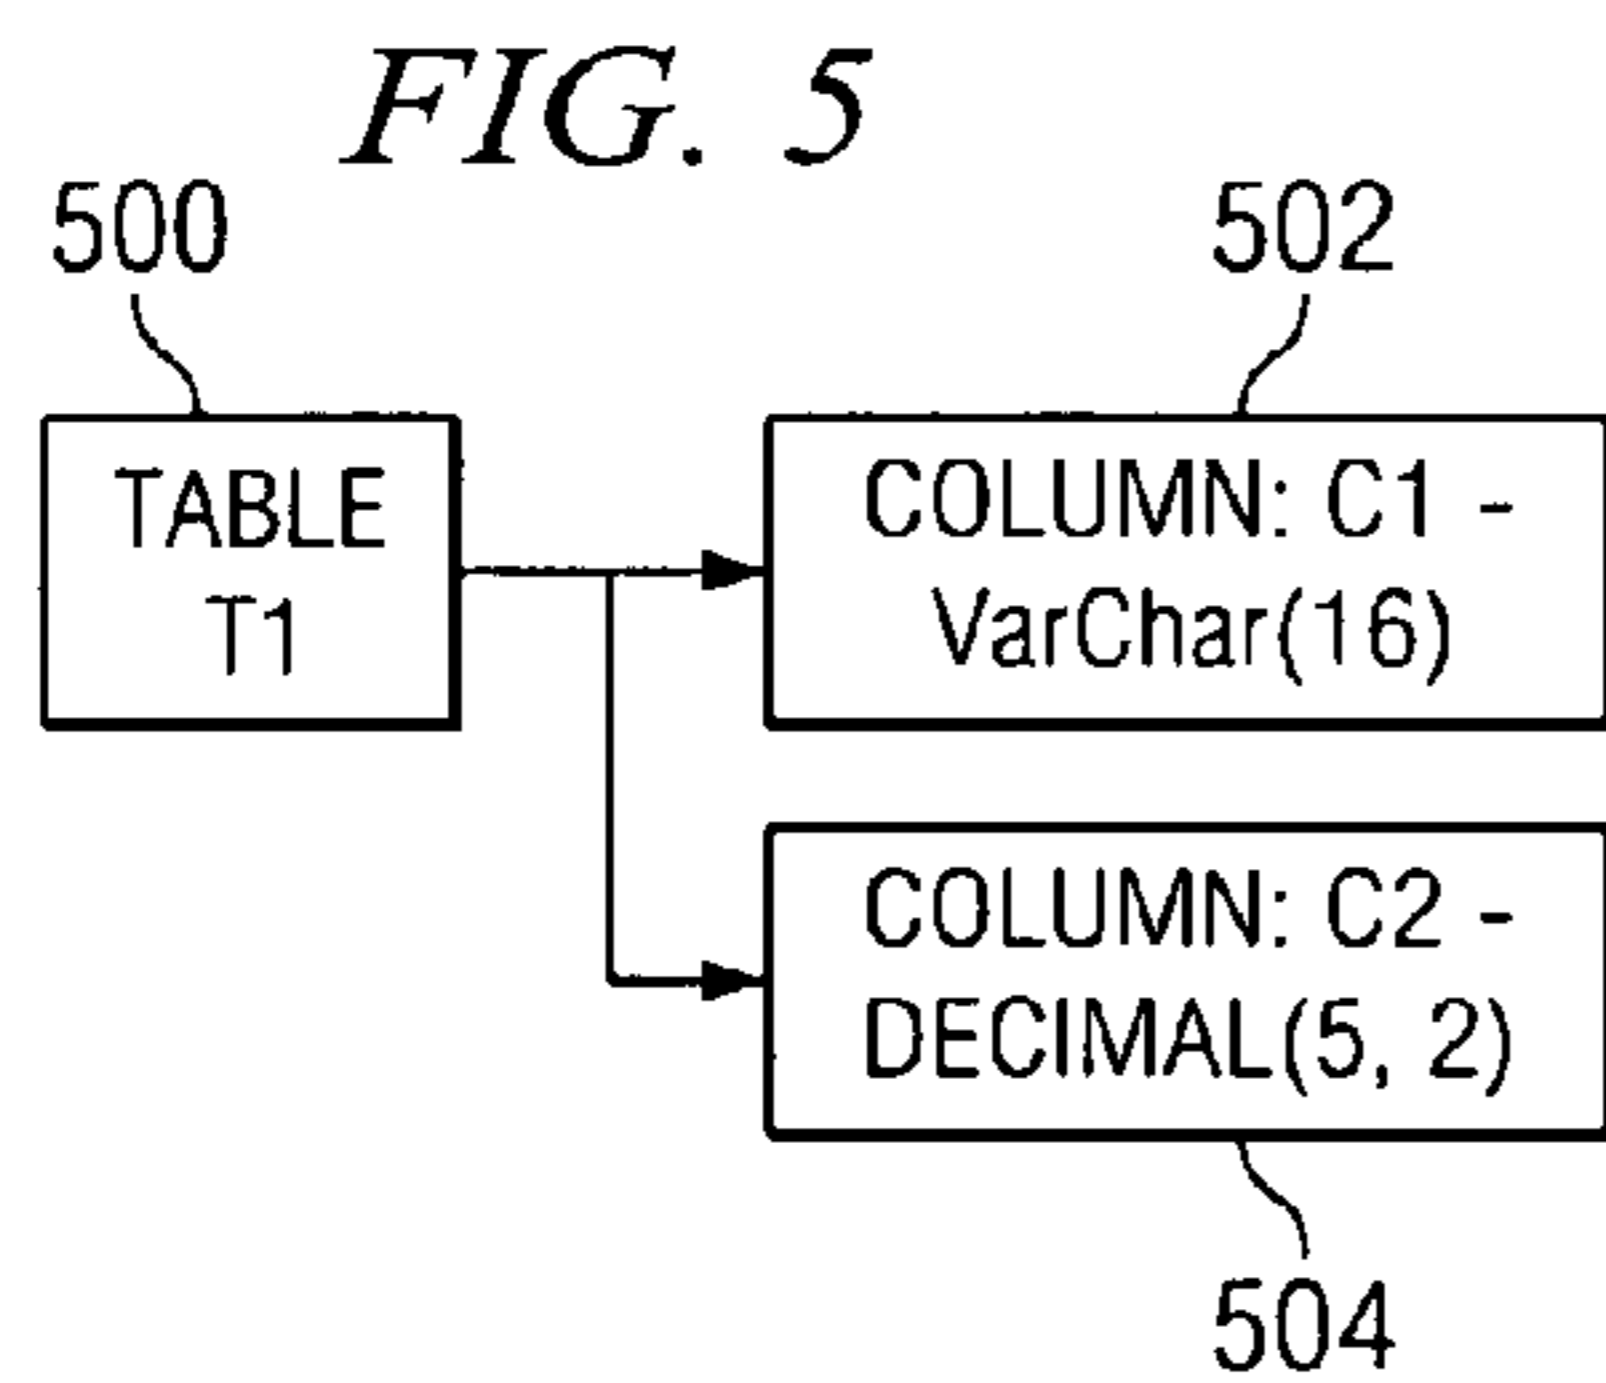 FIG. 5
500
502
TABLE
T1
COLUMN: C1 -
VarChar(16)
COLUMN: C2 -
DECIMAL(5, 2)
504